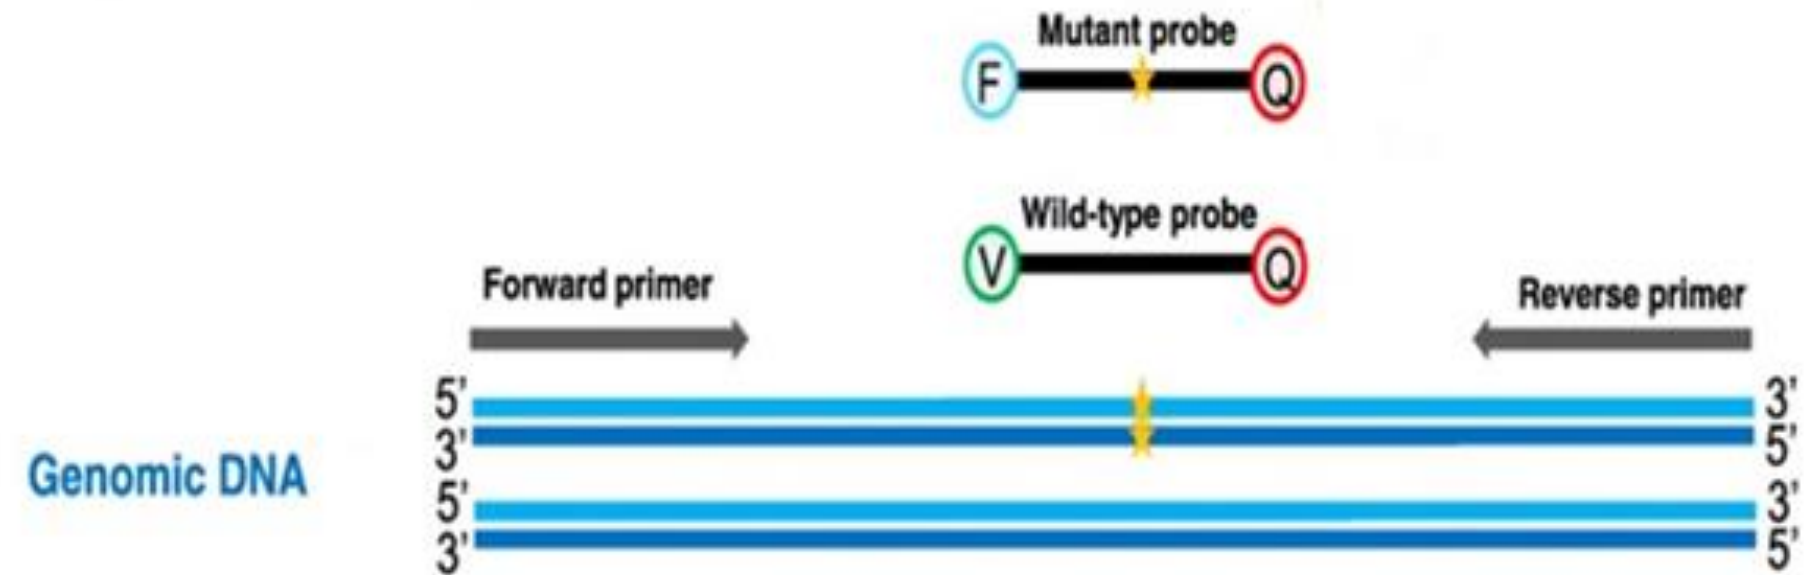 Mutant probe
F Q
Wild-type probe
V Q
Forward primer
Reverse primer
5' 3'
3' 5'
Genomic DNA
5' 3'
3' 5'